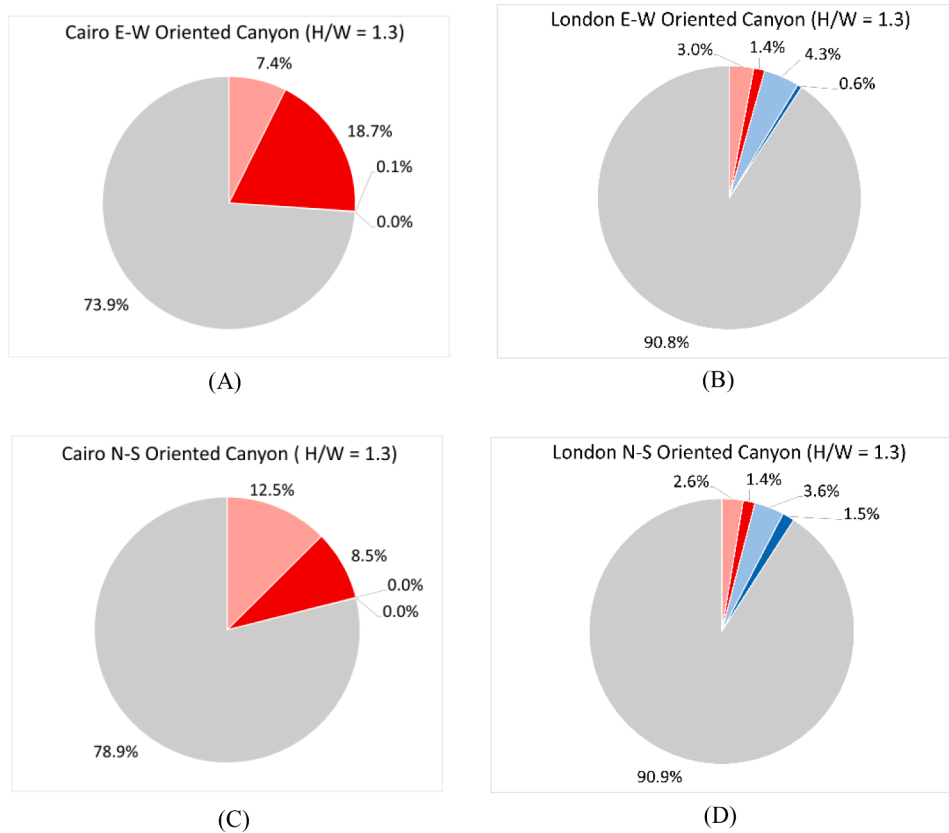 Cairo E-W Oriented Canyon (H/W = 1.3)
7.4%
18.7%
0.1%
0.0%
73.9%
(A)
London E-W Oriented Canyon (H/W = 1.3)
3.0%
1.4%
4.3%
0.6%
90.8%
(B)
Cairo N-S Oriented Canyon ( H/W = 1.3)
12.5%
8.5%
0.0%
0.0%
78.9%
(C)
London N-S Oriented Canyon (H/W = 1.3)
2.6%
1.4%
3.6%
1.5%
90.9%
(D)